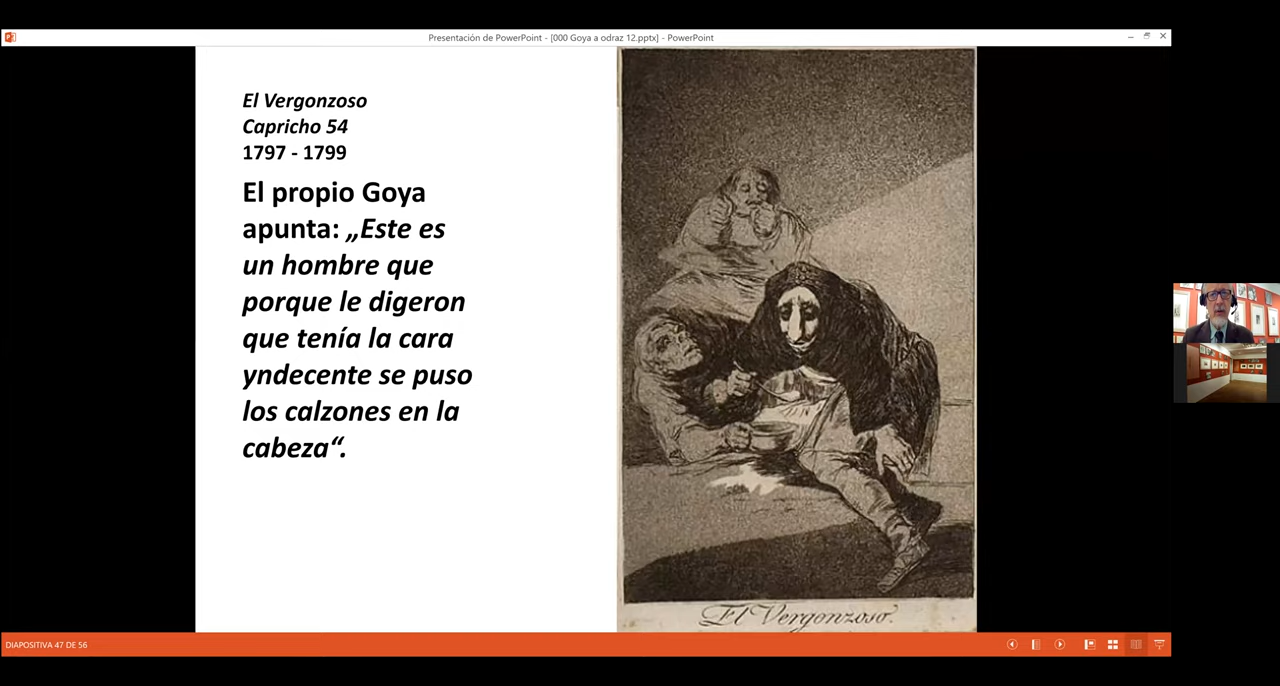 Presentación de PowerPoint - [000 Goya a odraz 12.pptx] - PowerPoint
El Vergonzoso
Capricho 54
1797 - 1799
El propio Goya
apunta: „Este es
un hombre que
porque le digeron
que tenía la cara
yndecente se puso
los calzones en la
cabeza“.
El Vergonzoso.
DIAPOSITIVA 47 DE 56